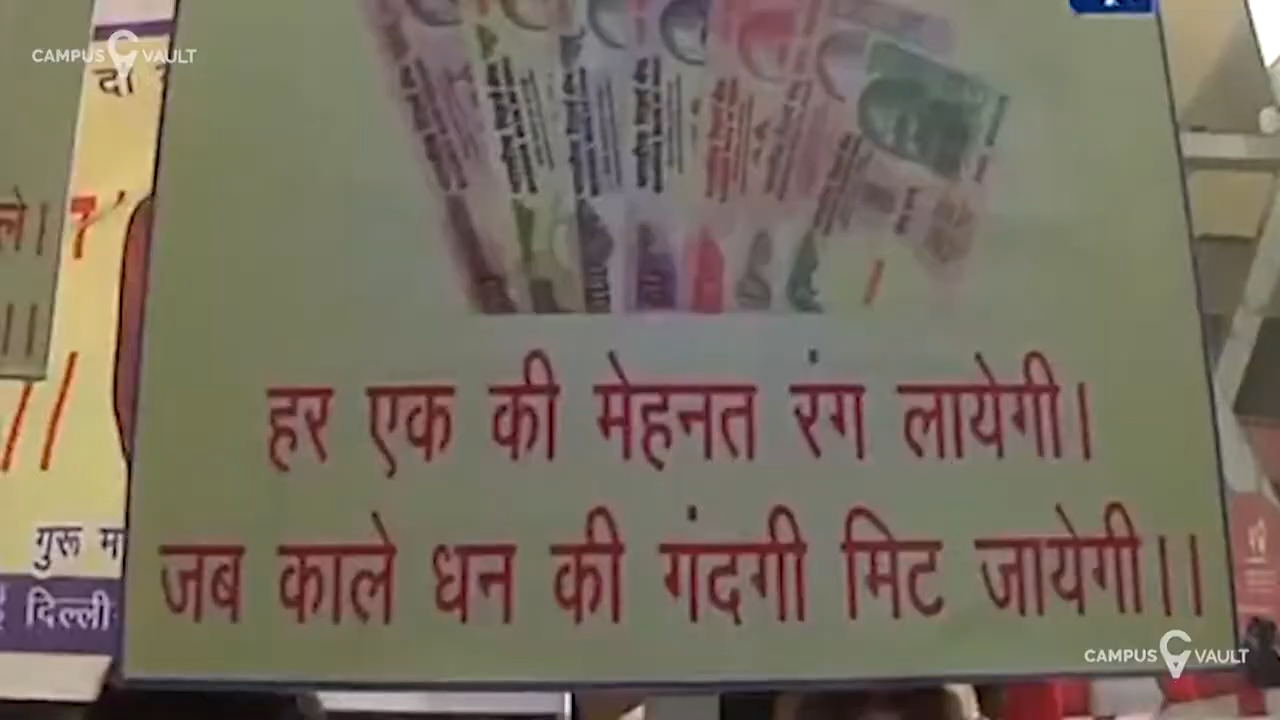 CAMPUS VAULT
हर एक की मेहनत रंग लायेगी।
जब काले धन की गंदगी मिट जायेगी।।
ले।
गुरू
दिल्ली
CAMPUS VAULT